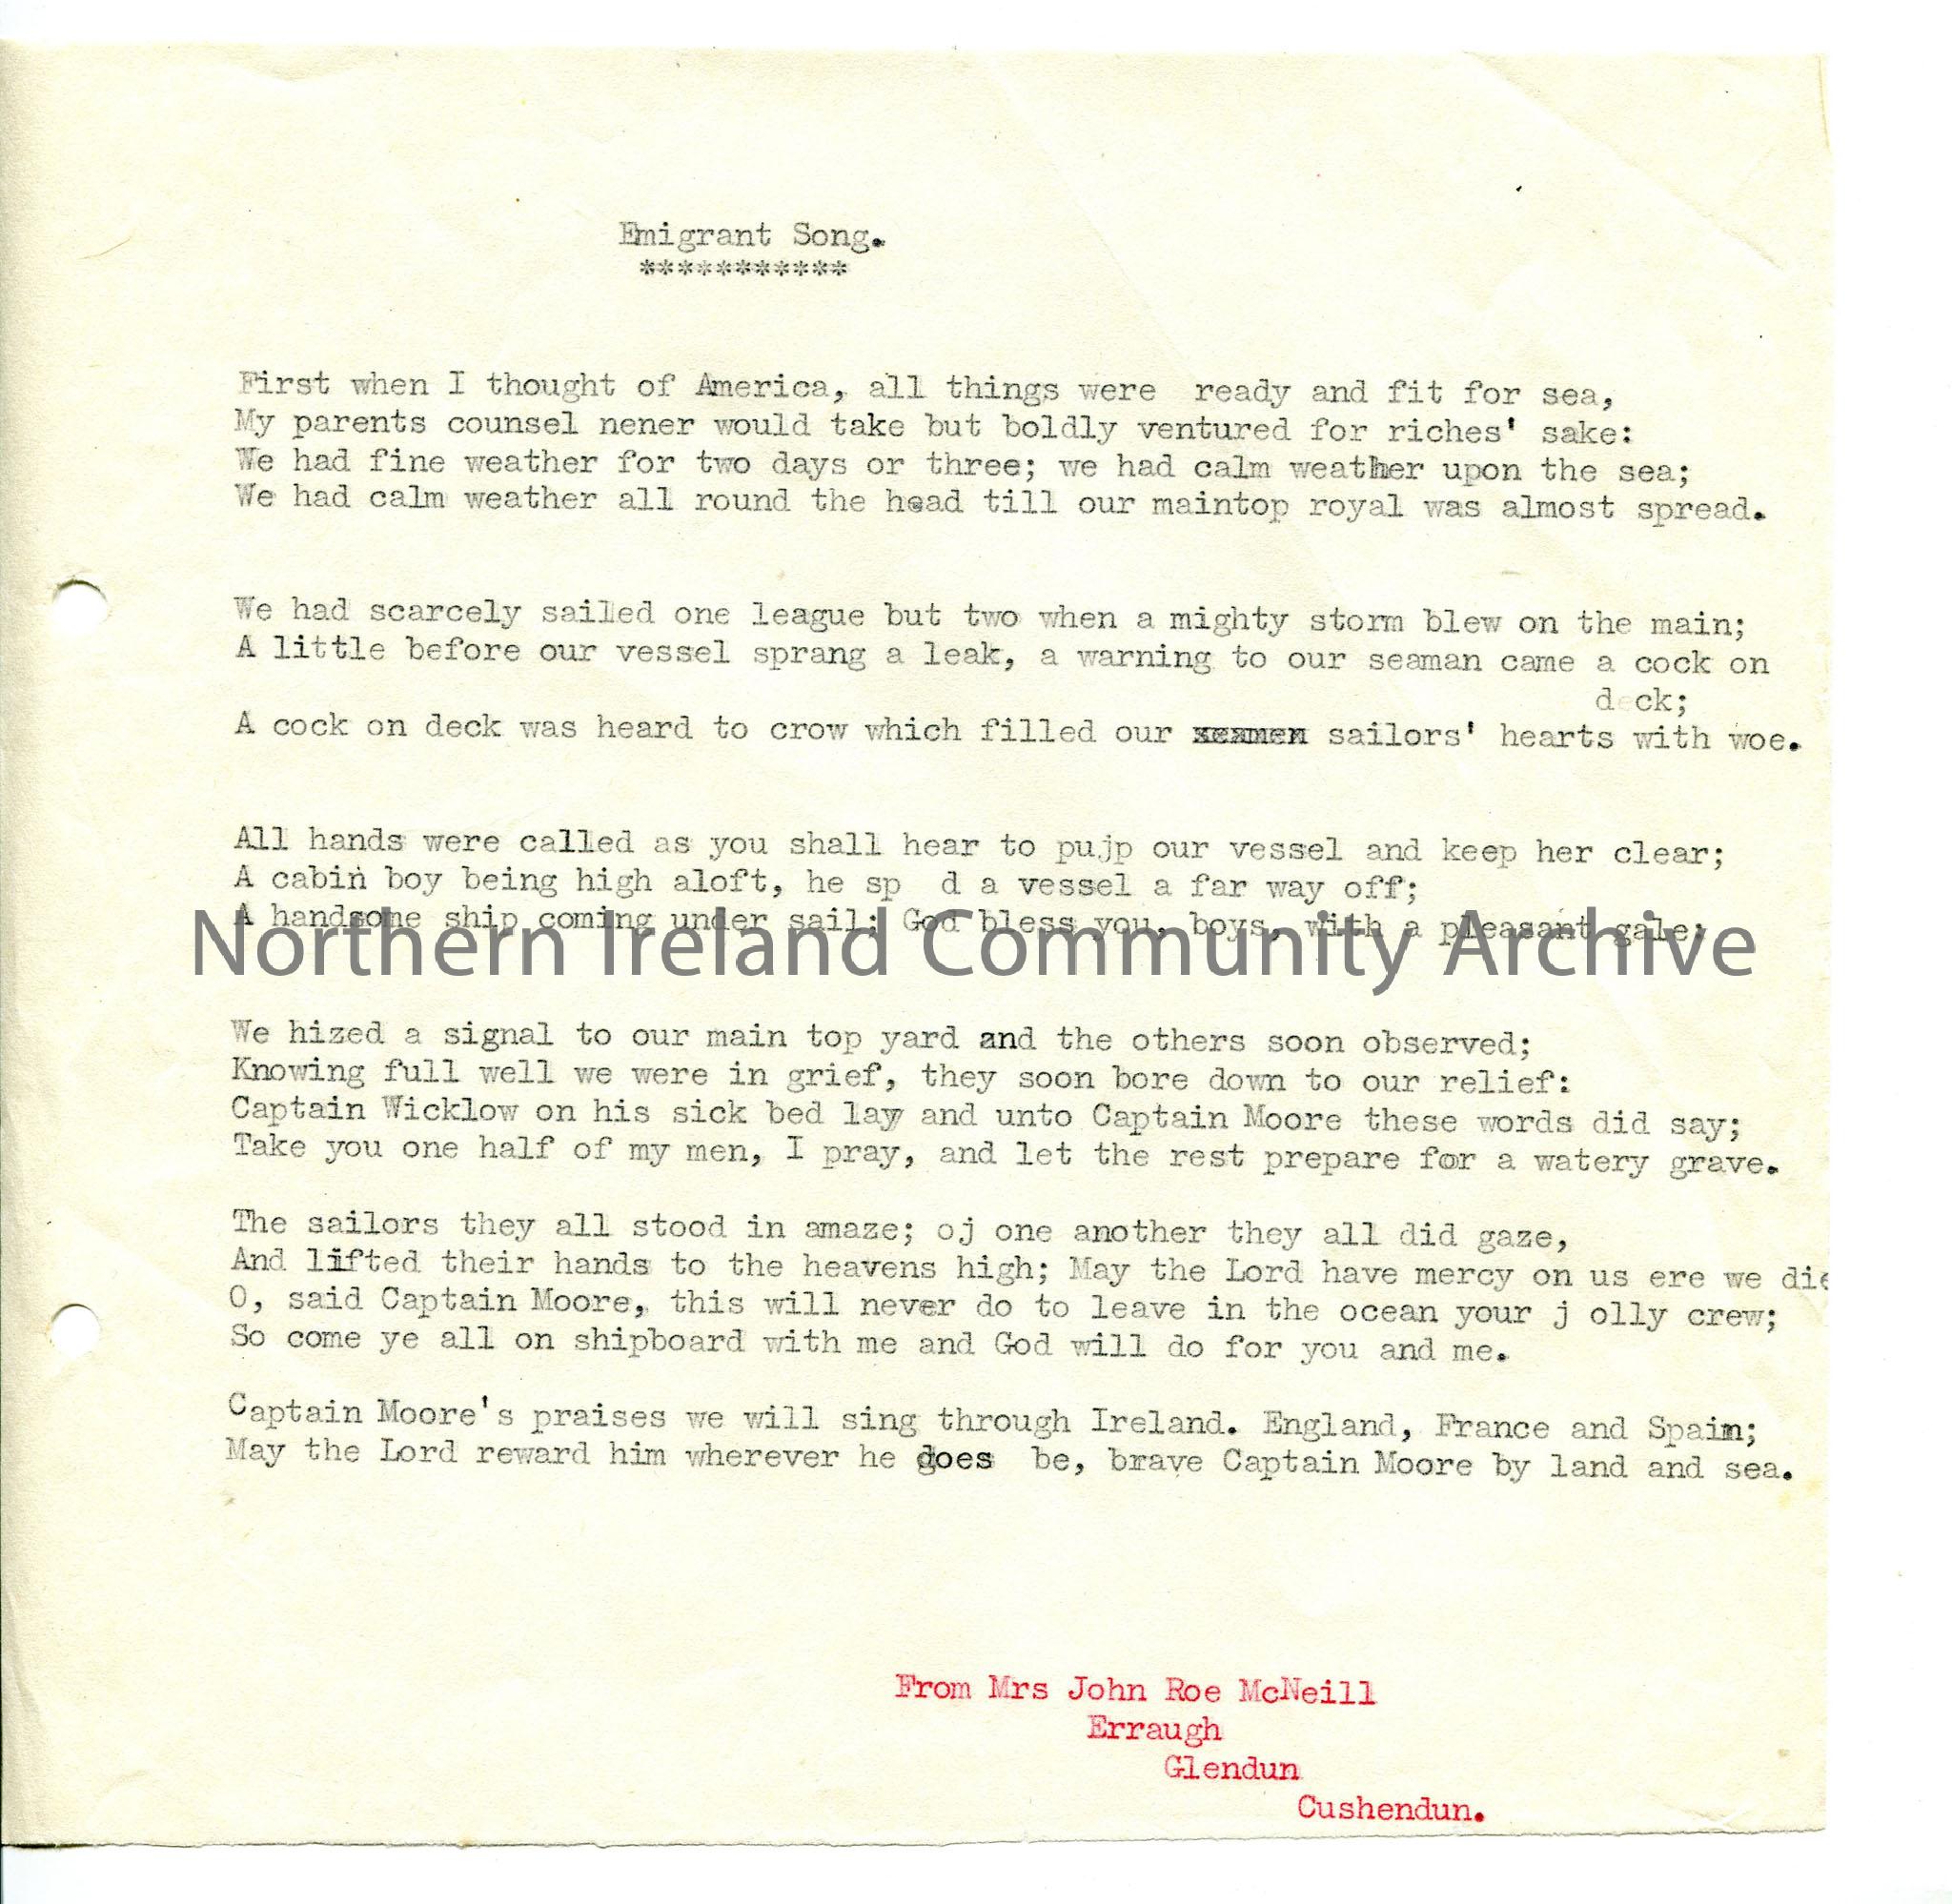 Emigrant Song.
***********
First when I thought of America, all things were ready and fit for sea,
My parents counsel nener would take but boldly ventured for riches' sake:
We had fine weather for two days or three; we had calm weather upon the sea;
We had calm weather all round the head till our maintop royal was almost spread.
We had scarcely sailed one league but two when a mighty storm blew on the main;
A little before our vessel sprang a leak, a warning to our seaman came a cock on
deck;
A cock on deck was heard to crow which filled our sailors' hearts with woe.
All hands were called as you shall hear to pujp our vessel and keep her clear;
A cabin boy being high aloft, he sp d a vessel a far way off;
A handsome ship coming under sail; God bless you, boys, with a pleasant gale;
Northern Ireland Community Archive
We hized a signal to our main top yard and the others soon observed;
Knowing full well we were in grief, they soon bore down to our relief:
Captain Wicklow on his sick bed lay and unto Captain Moore these words did say;
Take you one half of my men, I pray, and let the rest prepare for a watery grave.
The sailors they all stood in amaze; oj one another they all did gaze,
And lifted their hands to the heavens high; May the Lord have mercy on us ere we die
O, said Captain Moore, this will never do to leave in the ocean your j olly crew;
So come ye all on shipboard with me and God will do for you and me.
Captain Moore's praises we will sing through Ireland. England, France and Spain;
May the Lord reward him wherever he goes be, brave Captain Moore by land and sea.
From Mrs John Roe McNeill
Erraugh
Glendun
Cushendun.